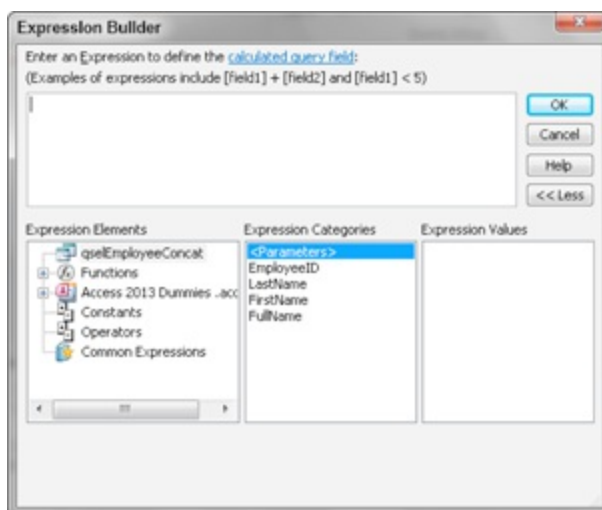 Expression Builder
Enter an Expression to define the calculated query field:
(Examples of expressions include [field1] + [field2] and [field1] < 5)
OK
Cancel
Help
<< Less
Expression Elements
qselEmployeeConcat
Functions
Access 2013 Dummies .acc
Constants
Operators
Common Expressions
Expression Categories
<Parameters>
EmployeeID
LastName
FirstName
FullName
Expression Values